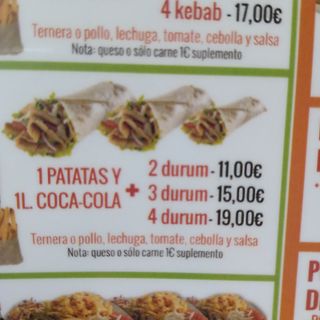 4 kebab - 17,00€
Ternera o pollo, lechuga, tomate, cebolla y salsa
Nota: queso o sólo carne 1€ suplemento
1 PATATAS Y
1L. COCA-COLA
+
2 durum - 11,00€
3 durum - 15,00€
4 durum - 19,00€
Ternera o pollo, lechuga, tomate, cebolla y salsa
Nota: queso o sólo carne 1€ suplemento